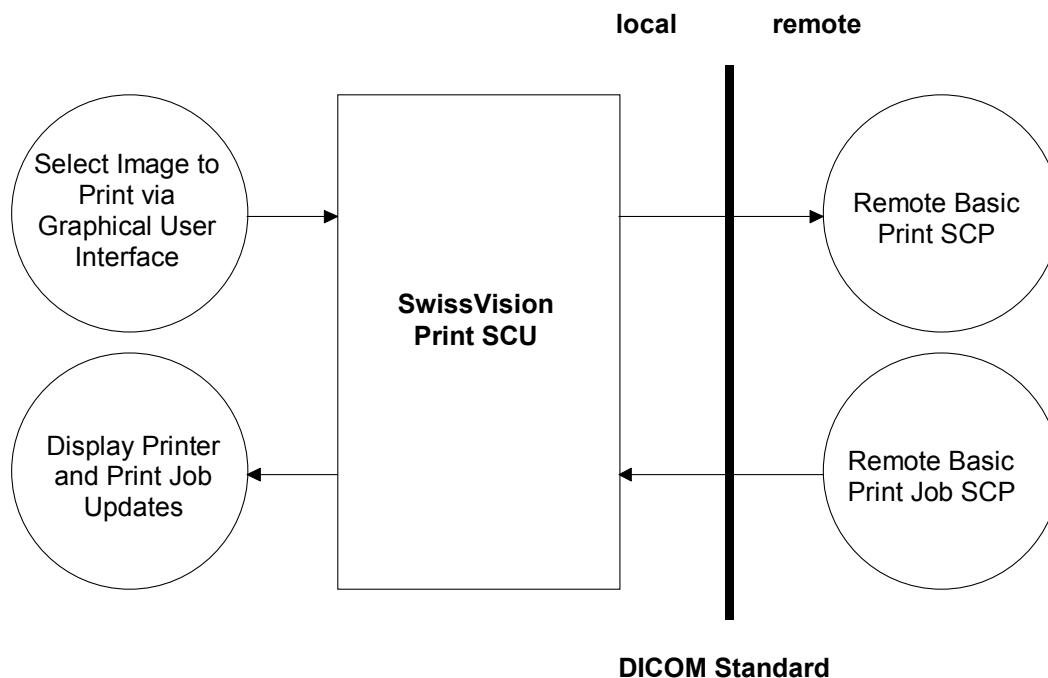 local remote
Select Image to
Print via
Graphical User
Interface
SwissVision
Print SCU
Remote Basic
Print SCP
Display Printer
and Print Job
Updates
Remote Basic
Print Job SCP
DICOM Standard